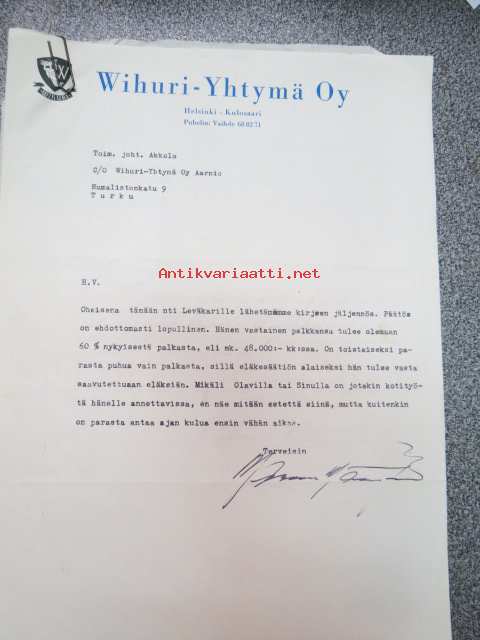 WIHURI
Wihuri-Yhtymä Oy
Helsinki - Kulosaari
Puhelin: Vaihde 68 82 71
Toim. joht. Akkola
C/O Wihuri-Yhtymä Oy Aarnio
Humalistonkatu 9
T u r k u
Antikvariaatti.net
H.V.
Oheisena tänään nti Leväkarille lähetämämme kirjeen jäljennös. Päätös
on ehdottomasti lopullinen. Hänen vastainen palkkansa tulee olemaan
60 % nykyisestä palkasta, eli mk. 48.000:- kk:ssa. On toistaiseksi pa-
rasta puhua vain palkasta, sillä eläkesäätiön alaiseksi hän tulee vasta
saavutettuaan eläkeiän. Mikäli Olavilla tai Sinulla on jotakin kotityö-
tä hänelle annettavissa, en näe mitään estettä siinä, mutta kuitenkin
on parasta antaa ajan kulua ensin vähän aikaa.
Terveisin